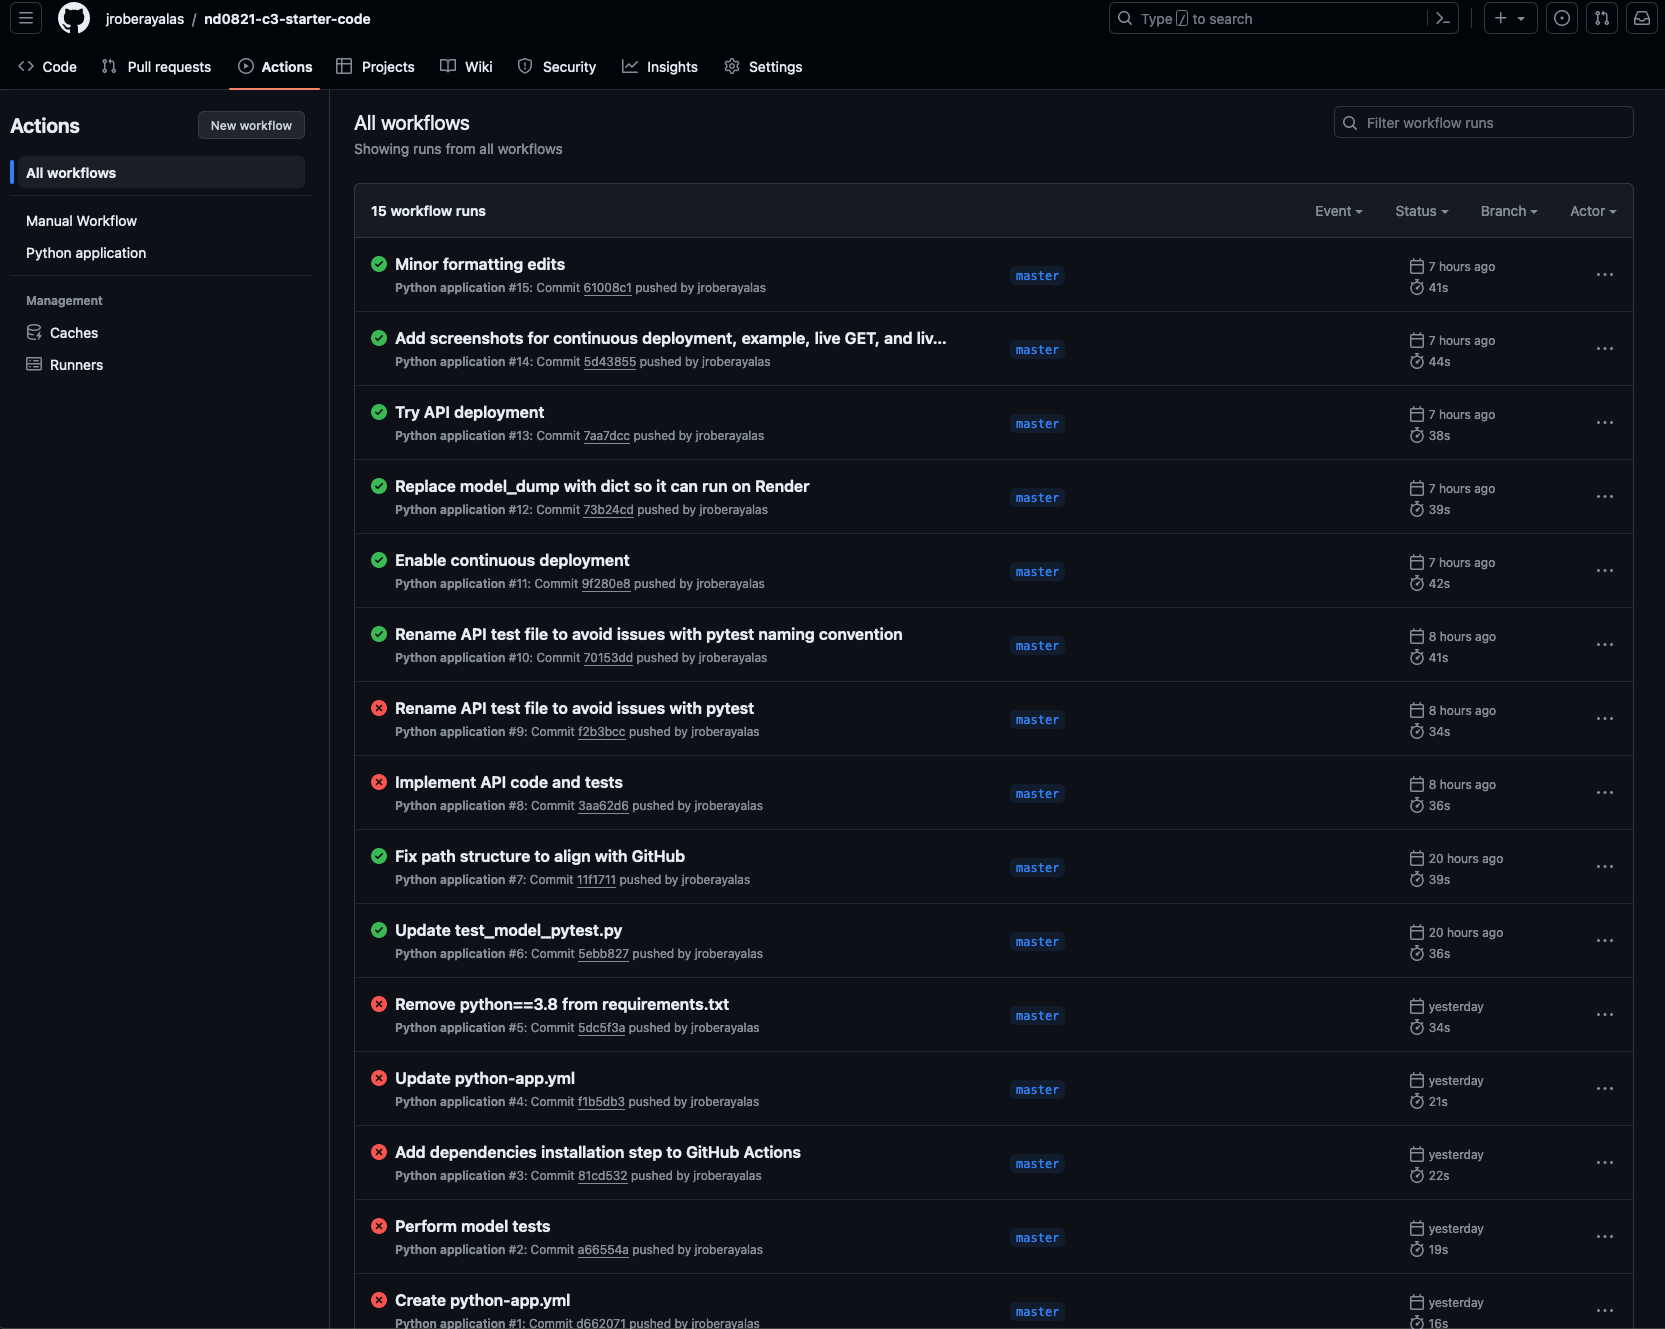 jroberayalas / nd0821-c3-starter-code
Type / to search
Code Pull requests Actions Projects Wiki Security Insights Settings
Actions
New workflow
All workflows
Manual Workflow
Python application
Management
Caches
Runners
All workflows
Showing runs from all workflows
Filter workflow runs
15 workflow runs
Event Status Branch Actor
Minor formatting edits
Python application #15: Commit 61008c1 pushed by jroberayalas
master
7 hours ago
41s
Add screenshots for continuous deployment, example, live GET, and liv...
Python application #14: Commit 5d43855 pushed by jroberayalas
master
7 hours ago
44s
Try API deployment
Python application #13: Commit 7aa7dcc pushed by jroberayalas
master
7 hours ago
38s
Replace model_dump with dict so it can run on Render
Python application #12: Commit 73b24cd pushed by jroberayalas
master
7 hours ago
39s
Enable continuous deployment
Python application #11: Commit 9f280e8 pushed by jroberayalas
master
7 hours ago
42s
Rename API test file to avoid issues with pytest naming convention
Python application #10: Commit 70153dd pushed by jroberayalas
master
8 hours ago
41s
Rename API test file to avoid issues with pytest
Python application #9: Commit f2b3bcc pushed by jroberayalas
master
8 hours ago
34s
Implement API code and tests
Python application #8: Commit 3aa62d6 pushed by jroberayalas
master
8 hours ago
36s
Fix path structure to align with GitHub
Python application #7: Commit 11f1711 pushed by jroberayalas
master
20 hours ago
39s
Update test_model_pytest.py
Python application #6: Commit 5ebb827 pushed by jroberayalas
master
20 hours ago
36s
Remove python==3.8 from requirements.txt
Python application #5: Commit 5dc5f3a pushed by jroberayalas
master
yesterday
34s
Update python-app.yml
Python application #4: Commit f1b5db3 pushed by jroberayalas
master
yesterday
21s
Add dependencies installation step to GitHub Actions
Python application #3: Commit 81cd532 pushed by jroberayalas
master
yesterday
22s
Perform model tests
Python application #2: Commit a66554a pushed by jroberayalas
master
yesterday
19s
Create python-app.yml
Python application #1: Commit d662071 pushed by jroberayalas
master
yesterday
16s